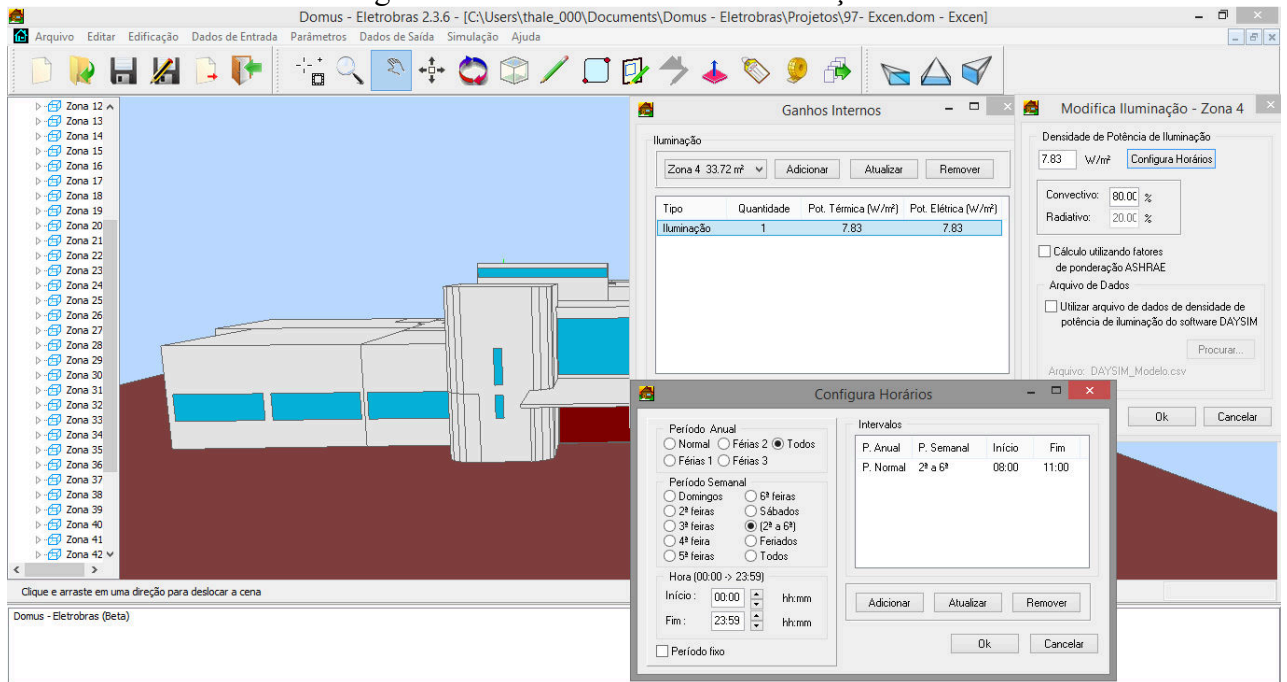 Domus - Eletrobras 2.3.6 - [C:\Users\thale_000\Documents\Domus - Eletrobras\Projetos\97- Excen.dom - Excen]
Arquivo Editar Edificação Dados de Entrada Parâmetros Dados de Saída Simulação Ajuda
Zona 12
Zona 13
Zona 14
Zona 15
Zona 16
Zona 17
Zona 18
Zona 19
Zona 20
Zona 21
Zona 22
Zona 23
Zona 24
Zona 25
Zona 26
Zona 27
Zona 28
Zona 29
Zona 30
Zona 31
Zona 32
Zona 33
Zona 34
Zona 35
Zona 36
Zona 37
Zona 38
Zona 39
Zona 40
Zona 41
Zona 42
Ganhos Internos
Iluminação
Zona 4 33.72 m² Adicionar Atualizar Remover
Tipo Quantidade Pot. Térmica (W/m²) Pot. Elétrica (W/m²)
Iluminação 1 7.83 7.83
Modifica Iluminação - Zona 4
Densidade de Potência de Iluminação
7.83 W/m² Configura Horários
Convectivo: 80.00 %
Radiativo: 20.00 %
Cálculo utilizando fatores
de ponderação ASHRAE
Arquivo de Dados
Utilizar arquivo de dados de densidade de
potência de iluminação do software DAYSIM
Procurar...
Arquivo: DAYSIM_Modelo.csv
Ok Cancelar
Configura Horários
Período Anual
Normal Férias 2 Todos
Férias 1 Férias 3
Período Semanal
Domingos 6ª feiras
2ª feiras Sábados
3ª feiras (2ª a 6ª)
4ª feira Feriados
5ª feiras Todos
Hora (00:00 -> 23:59)
Início : 00:00 hh:mm
Fim : 23:59 hh:mm
Período fixo
Intervalos
P. Anual P. Semanal Início Fim
P. Normal 2ª a 6ª 08:00 11:00
Adicionar Atualizar Remover
Ok Cancelar
Clique e arraste em uma direção para deslocar a cena
Domus - Eletrobras (Beta)